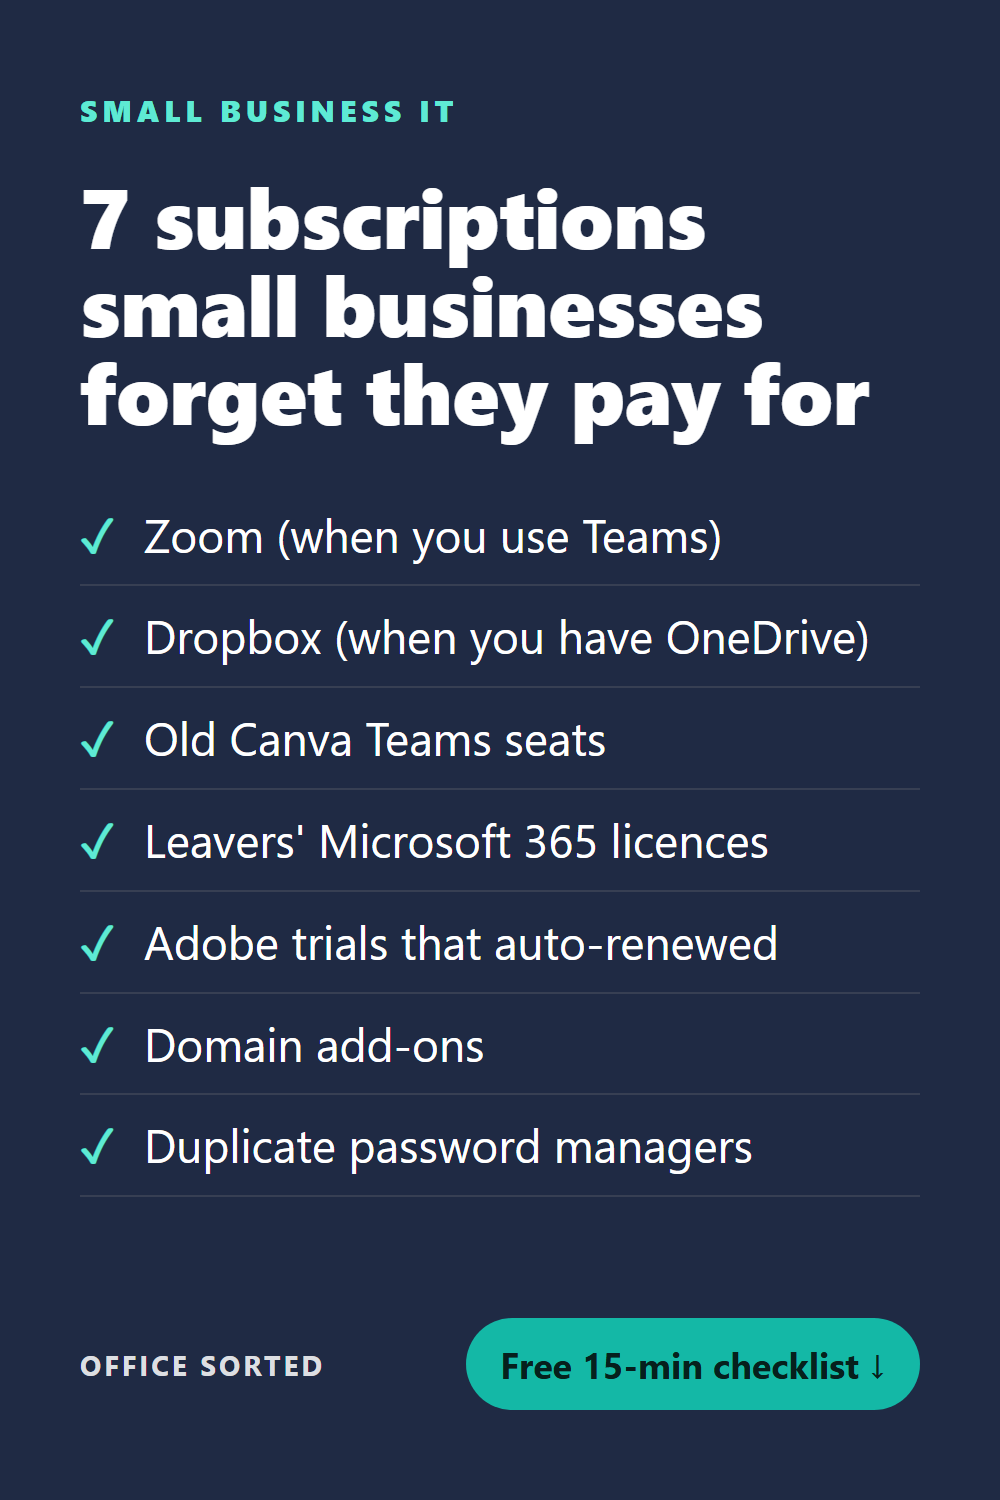 SMALL BUSINESS IT
7 subscriptions
small businesses
forget they pay for
✓ Zoom (when you use Teams)
✓ Dropbox (when you have OneDrive)
✓ Old Canva Teams seats
✓ Leavers' Microsoft 365 licences
✓ Adobe trials that auto-renewed
✓ Domain add-ons
✓ Duplicate password managers
OFFICE SORTED
Free 15-min checklist ↓